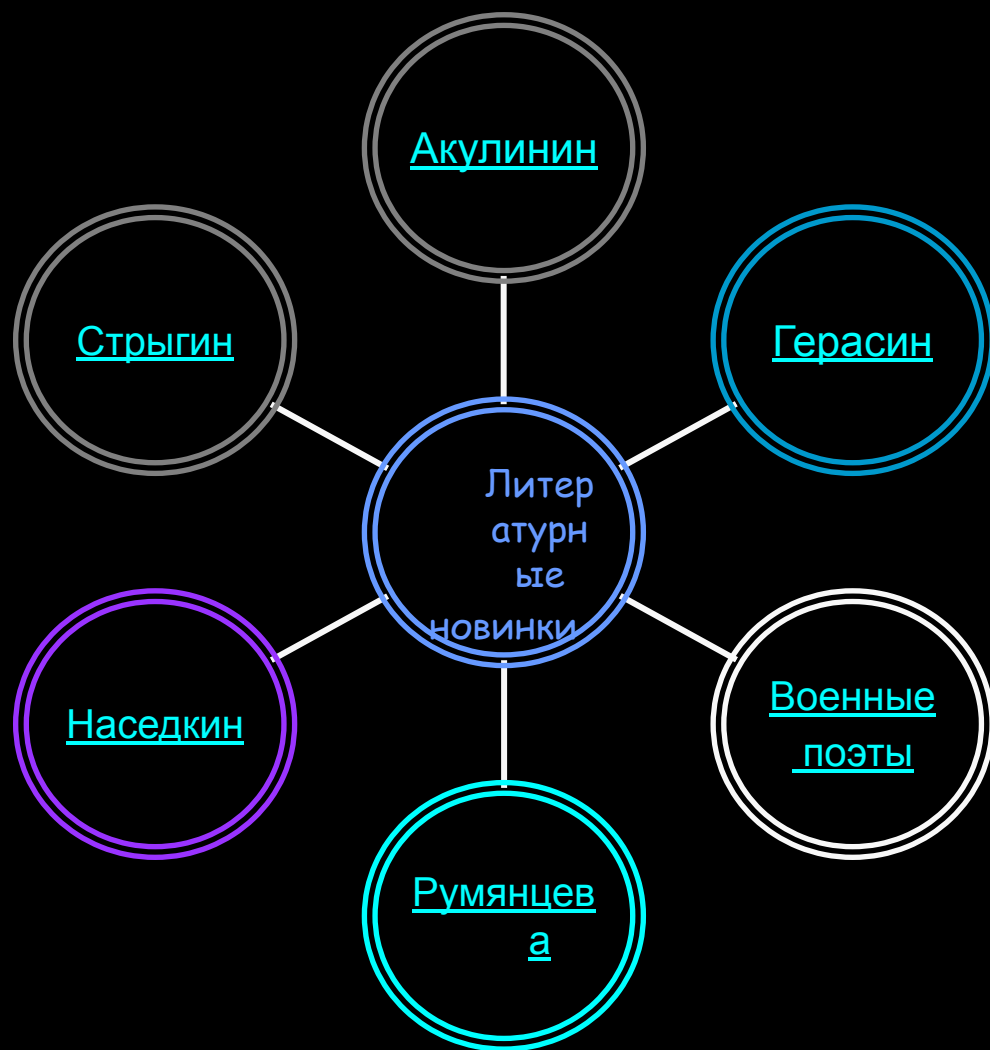 Акулинин
Стрыгин
Герасин
Литер
атурн
ые
новинки
Наседкин
Военные
поэты
Румянцев
а